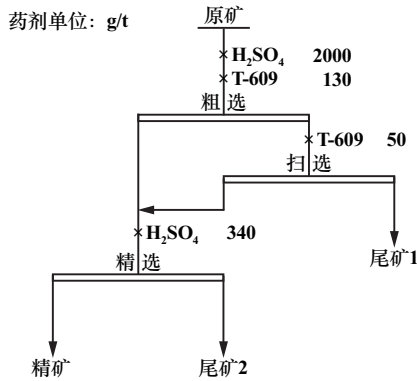 药剂单位：g/t
原矿
H₂SO₄ 2000
T-609 130
粗选
T-609 50
扫选
H₂SO₄ 340
尾矿1
精选
精矿
尾矿2